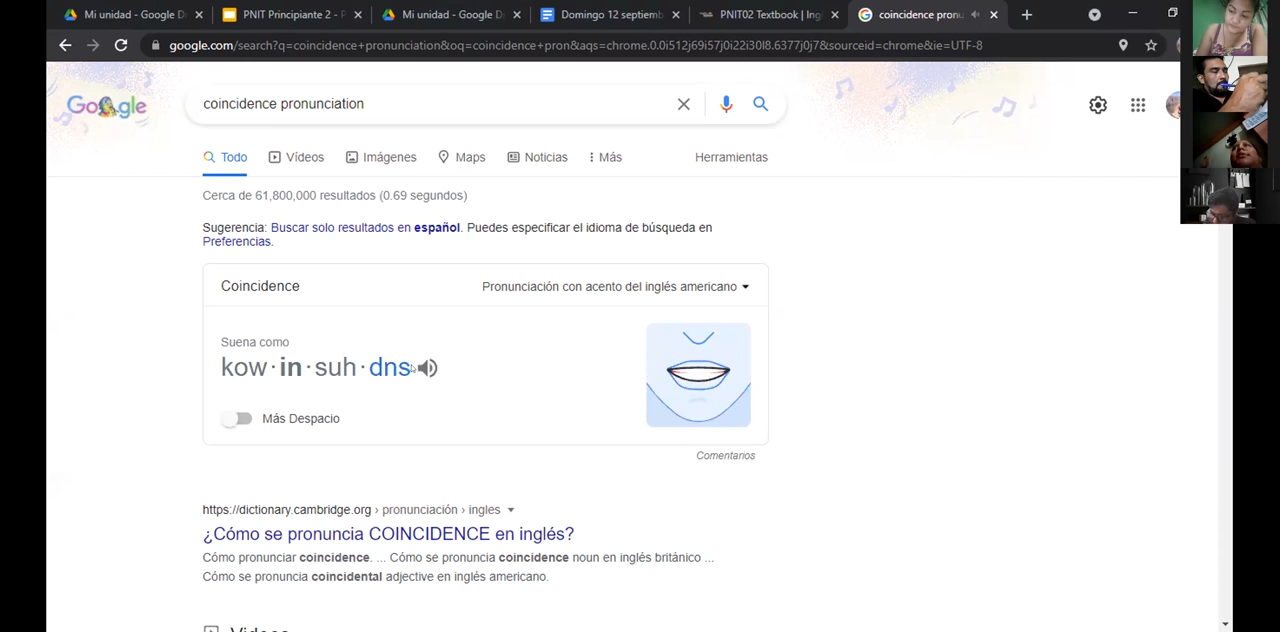 Mi unidad - Google Dr
PNIT Principiante 2 - P
Mi unidad - Google D
Domingo 12 septiemb
PNIT02 Textbook | Ing
coincidence pronu
google.com/search?q=coincidence+pronunciation&oq=coincidence+pron&aqs=chrome.0.0i512j69i57j0i22i30l8.6377j0j7&sourceid=chrome&ie=UTF-8
Google
coincidence pronunciation
Todo Vídeos Imágenes Maps Noticias Más Herramientas
Cerca de 61,800,000 resultados (0.69 segundos)
Sugerencia: Buscar solo resultados en español. Puedes especificar el idioma de búsqueda en
Preferencias.
Coincidence Pronunciación con acento del inglés americano
Suena como
kow·in·suh·dns
Más Despacio
Comentarios
https://dictionary.cambridge.org › pronunciación › ingles
¿Cómo se pronuncia COINCIDENCE en inglés?
Cómo pronunciar coincidence. ... Cómo se pronuncia coincidence noun en inglés británico ...
Cómo se pronuncia coincidental adjective en inglés americano.
Videos